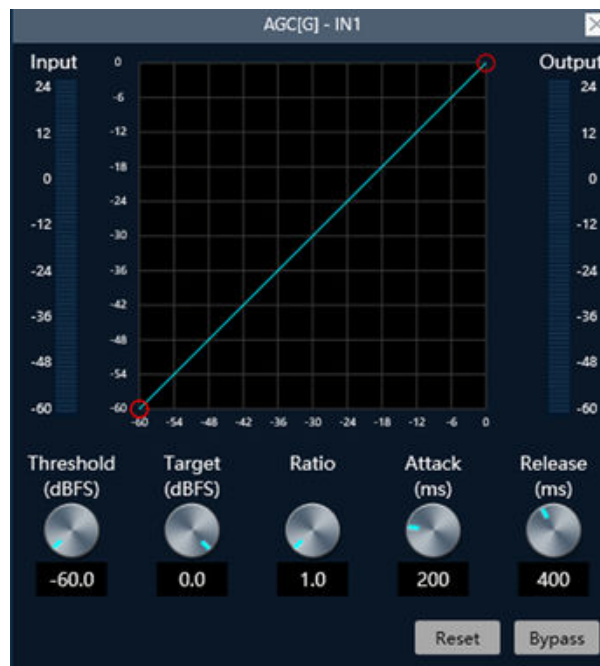 AGC[G] - IN1
Input
Output
24
12
0
-12
-24
-36
-48
-60
0
-6
-12
-18
-24
-30
-36
-42
-48
-54
-60
-60 -54 -48 -42 -36 -30 -24 -18 -12 -6 0
24
12
0
-12
-24
-36
-48
-60
Threshold
(dBFS)
-60.0
Target
(dBFS)
0.0
Ratio
1.0
Attack
(ms)
200
Release
(ms)
400
Reset
Bypass